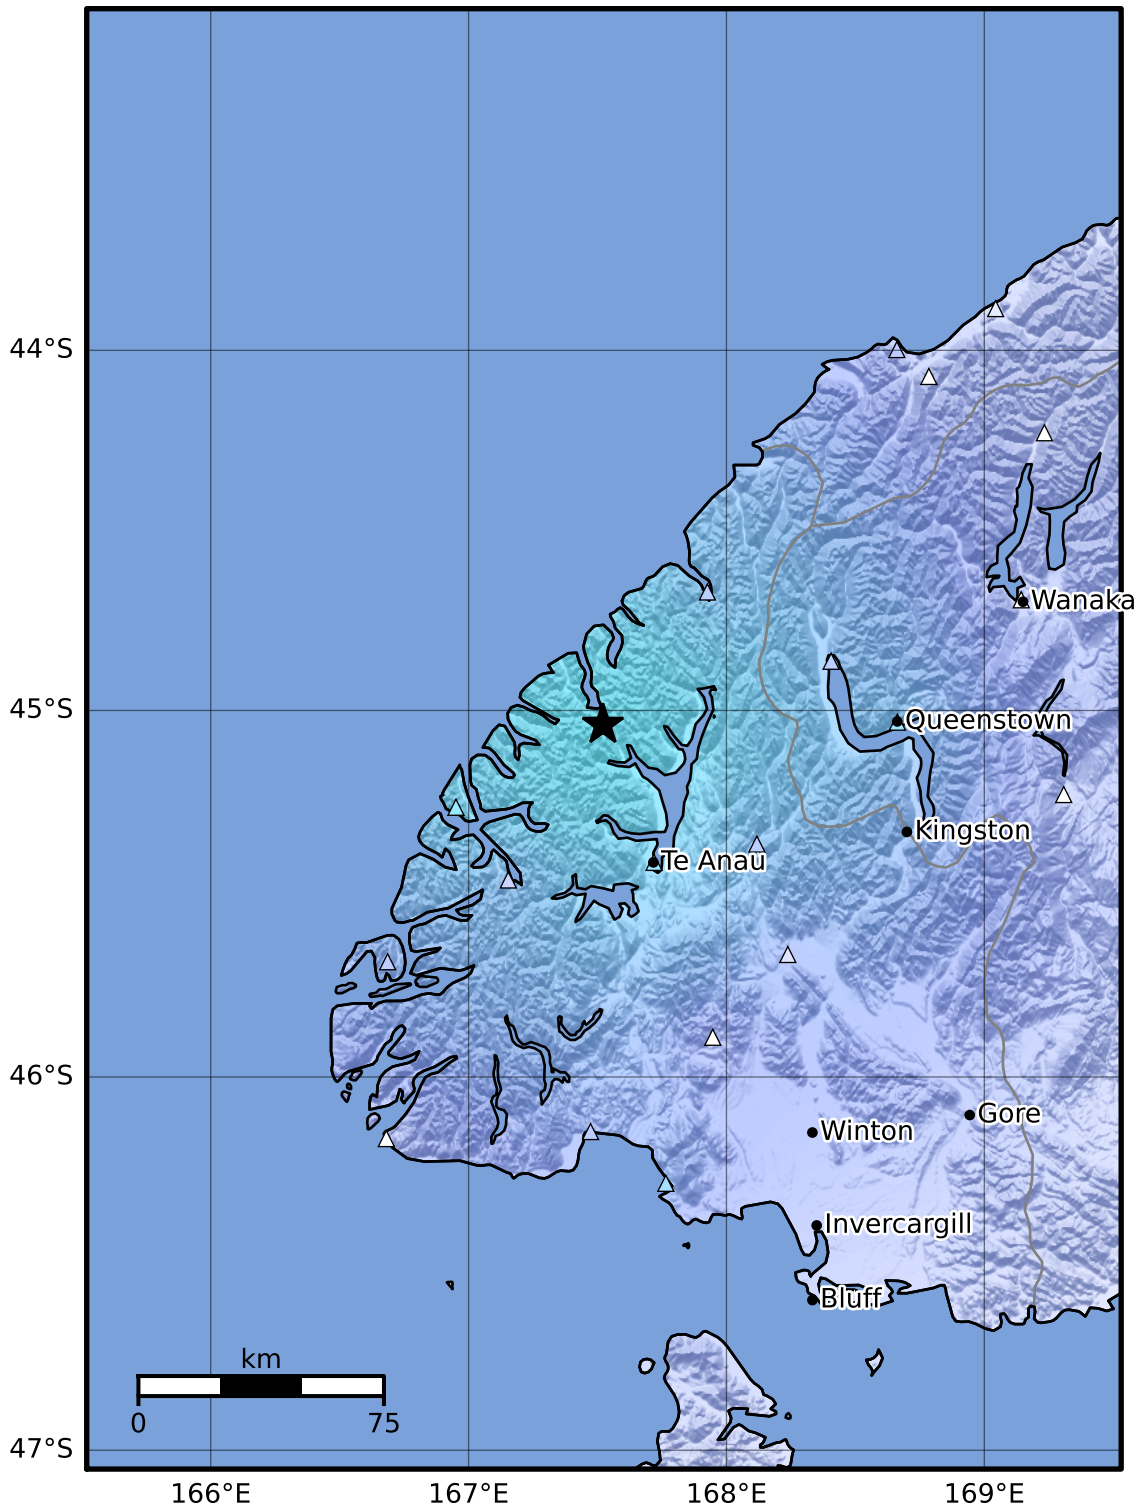 44°S
Wanaka
45°S
Queenstown
Kingston
Te Anau
46°S
Gore
Winton
Invercargill
Bluff
km
0 75
47°S
166°E 167°E 168°E 169°E